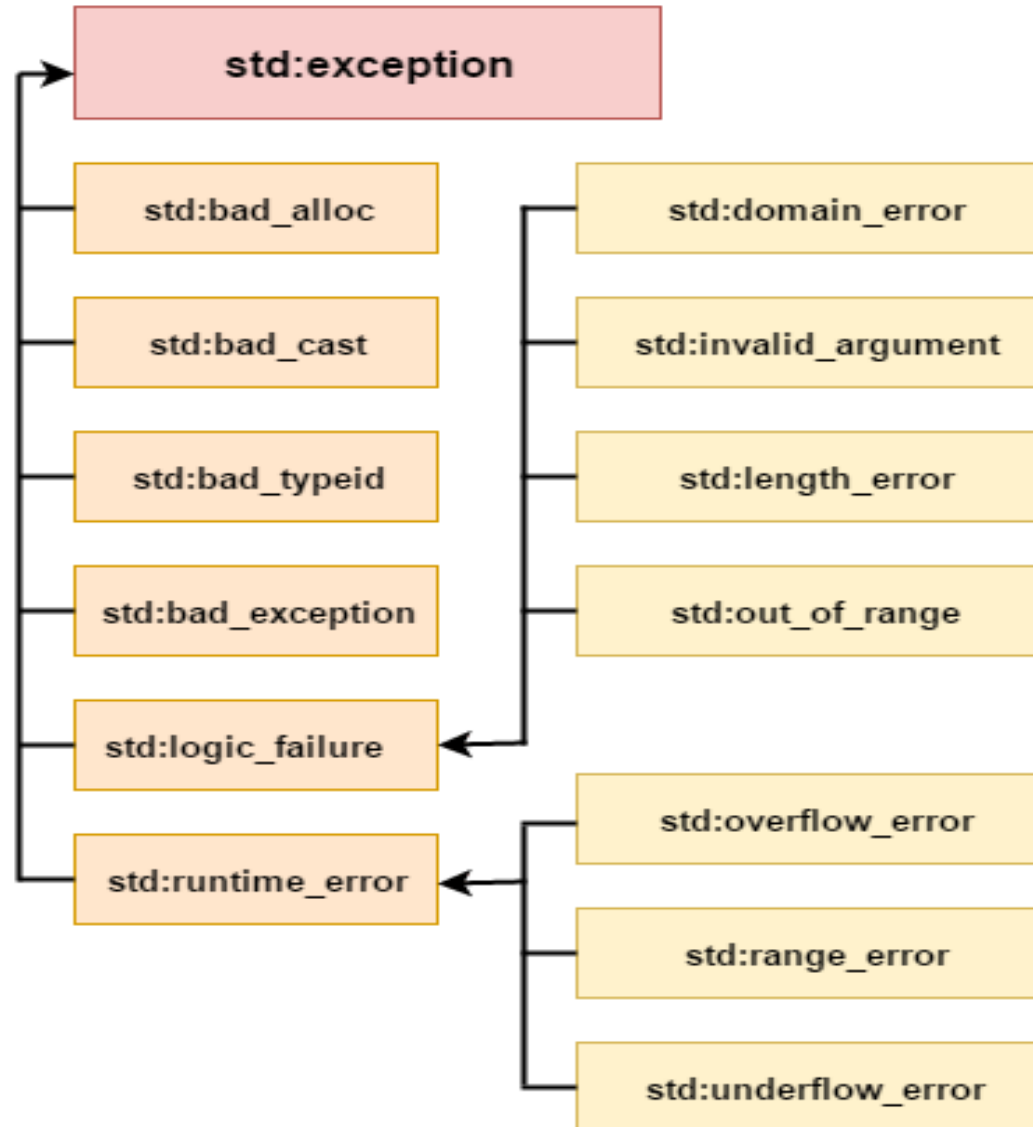 std:exception
std:bad_alloc
std:bad_cast
std:bad_typeid
std:bad_exception
std:logic_failure
std:runtime_error
std:domain_error
std:invalid_argument
std:length_error
std:out_of_range
std:overflow_error
std:range_error
std:underflow_error